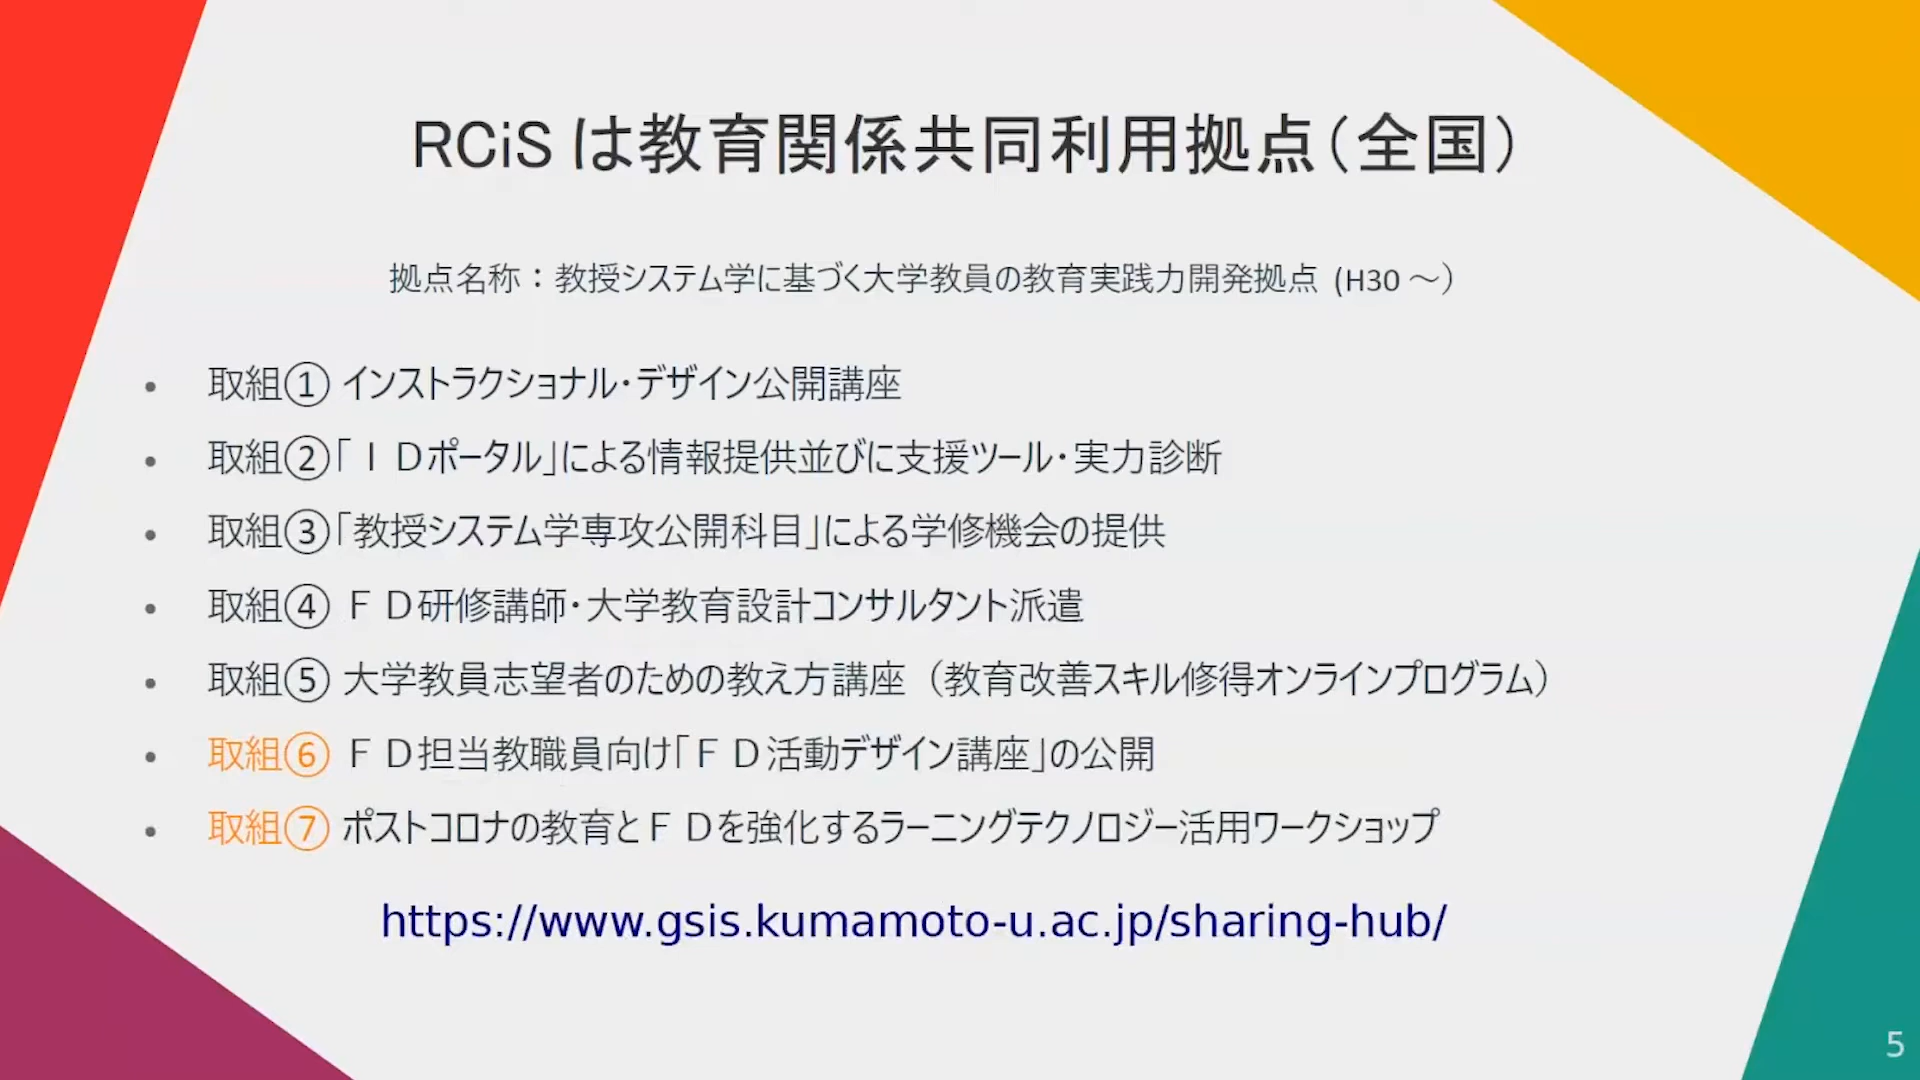 RCiS は教育関係共同利用拠点（全国）
拠点名称：教授システム学に基づく大学教員の教育実践力開発拠点 (H30 ～）
• 取組① インストラクショナル・デザイン公開講座
• 取組②「ＩＤポータル」による情報提供並びに支援ツール・実力診断
• 取組③「教授システム学専攻公開科目」による学修機会の提供
• 取組④ ＦＤ研修講師・大学教育設計コンサルタント派遣
• 取組⑤ 大学教員志望者のための教え方講座（教育改善スキル修得オンラインプログラム）
• 取組⑥ ＦＤ担当教職員向け「ＦＤ活動デザイン講座」の公開
• 取組⑦ ポストコロナの教育とＦＤを強化するラーニングテクノロジー活用ワークショップ
https://www.gsis.kumamoto-u.ac.jp/sharing-hub/
5